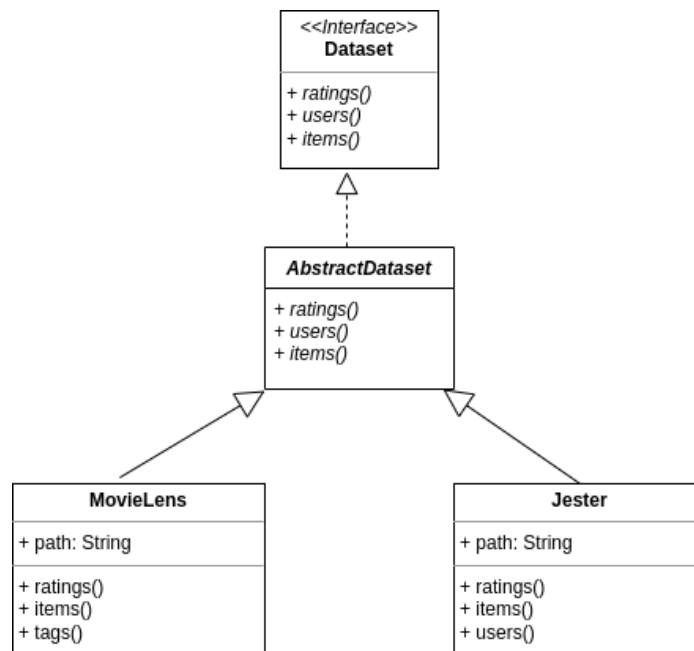 <<Interface>>
Dataset
+ ratings()
+ users()
+ items()
AbstractDataset
+ ratings()
+ users()
+ items()
MovieLens
+ path: String
+ ratings()
+ items()
+ tags()
Jester
+ path: String
+ ratings()
+ items()
+ users()